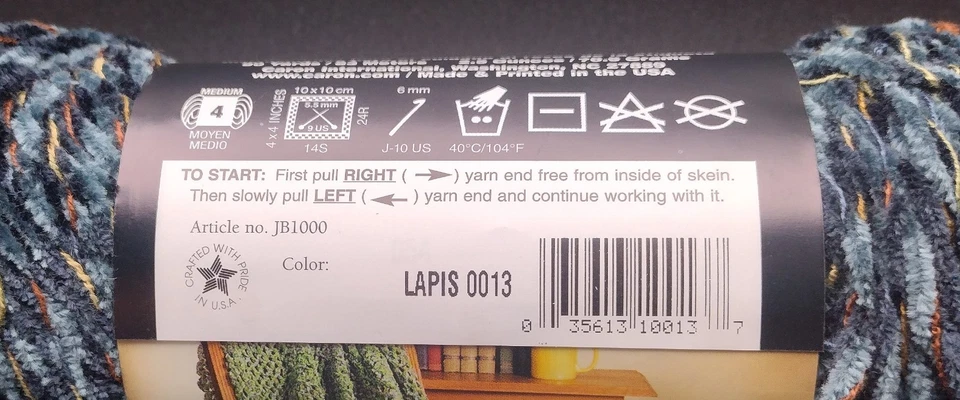 Caron International, Washington, NC 27889
www.caron.com / Made & Printed in the USA
MEDIUM
4
MOYEN
MEDIO
4 x 4 INCHES
10 x 10 cm
5.5 mm
9 US
24R
14S
6 mm
J-10 US
40°C/104°F
TO START: First pull RIGHT ( → ) yarn end free from inside of skein.
Then slowly pull LEFT ( ← ) yarn end and continue working with it.
Article no. JB1000
CRAFTED WITH PRIDE
IN U.S.A.
Color:
LAPIS 0013
0 35613 10013 7